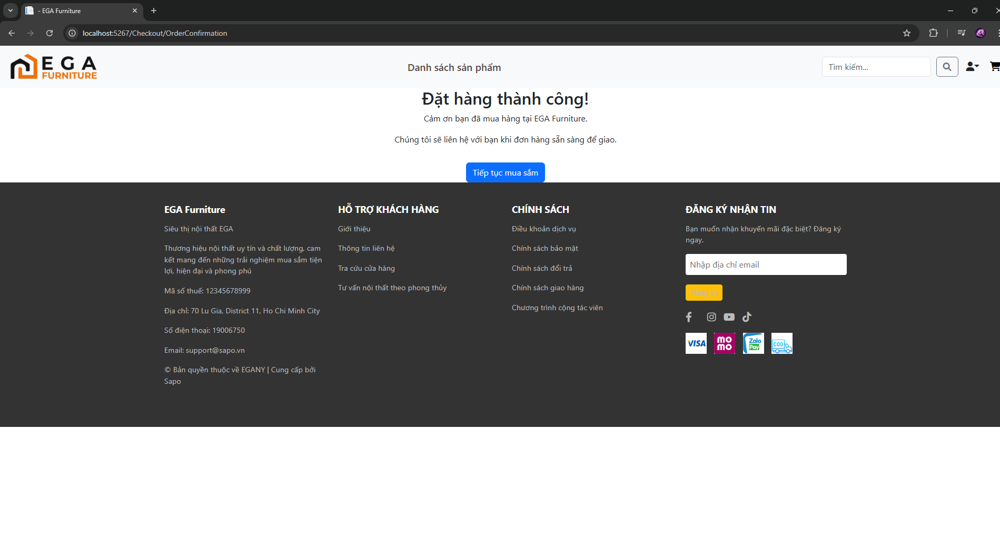 - EGA Furniture
localhost:5267/Checkout/OrderConfirmation
EGA
FURNITURE
Danh sách sản phẩm
Tìm kiếm...
Đặt hàng thành công!
Cảm ơn bạn đã mua hàng tại EGA Furniture.
Chúng tôi sẽ liên hệ với bạn khi đơn hàng sẵn sàng để giao.
Tiếp tục mua sắm
EGA Furniture
Siêu thị nội thất EGA
Thương hiệu nội thất uy tín và chất lượng, cam
kết mang đến những trải nghiệm mua sắm tiện
lợi, hiện đại và phong phú
Mã số thuế: 12345678999
Địa chỉ: 70 Lu Gia, District 11, Ho Chi Minh City
Số điện thoại: 19006750
Email: support@sapo.vn
© Bản quyền thuộc về EGANY | Cung cấp bởi
Sapo
HỖ TRỢ KHÁCH HÀNG
Giới thiệu
Thông tin liên hệ
Tra cứu cửa hàng
Tư vấn nội thất theo phong thủy
CHÍNH SÁCH
Điều khoản dịch vụ
Chính sách bảo mật
Chính sách đổi trả
Chính sách giao hàng
Chương trình cộng tác viên
ĐĂNG KÝ NHẬN TIN
Bạn muốn nhận khuyến mãi đặc biệt? Đăng ký
ngay.
Nhập địa chỉ email
Đăng ký
VISA
mo
mo
Zalo
Pay
COD